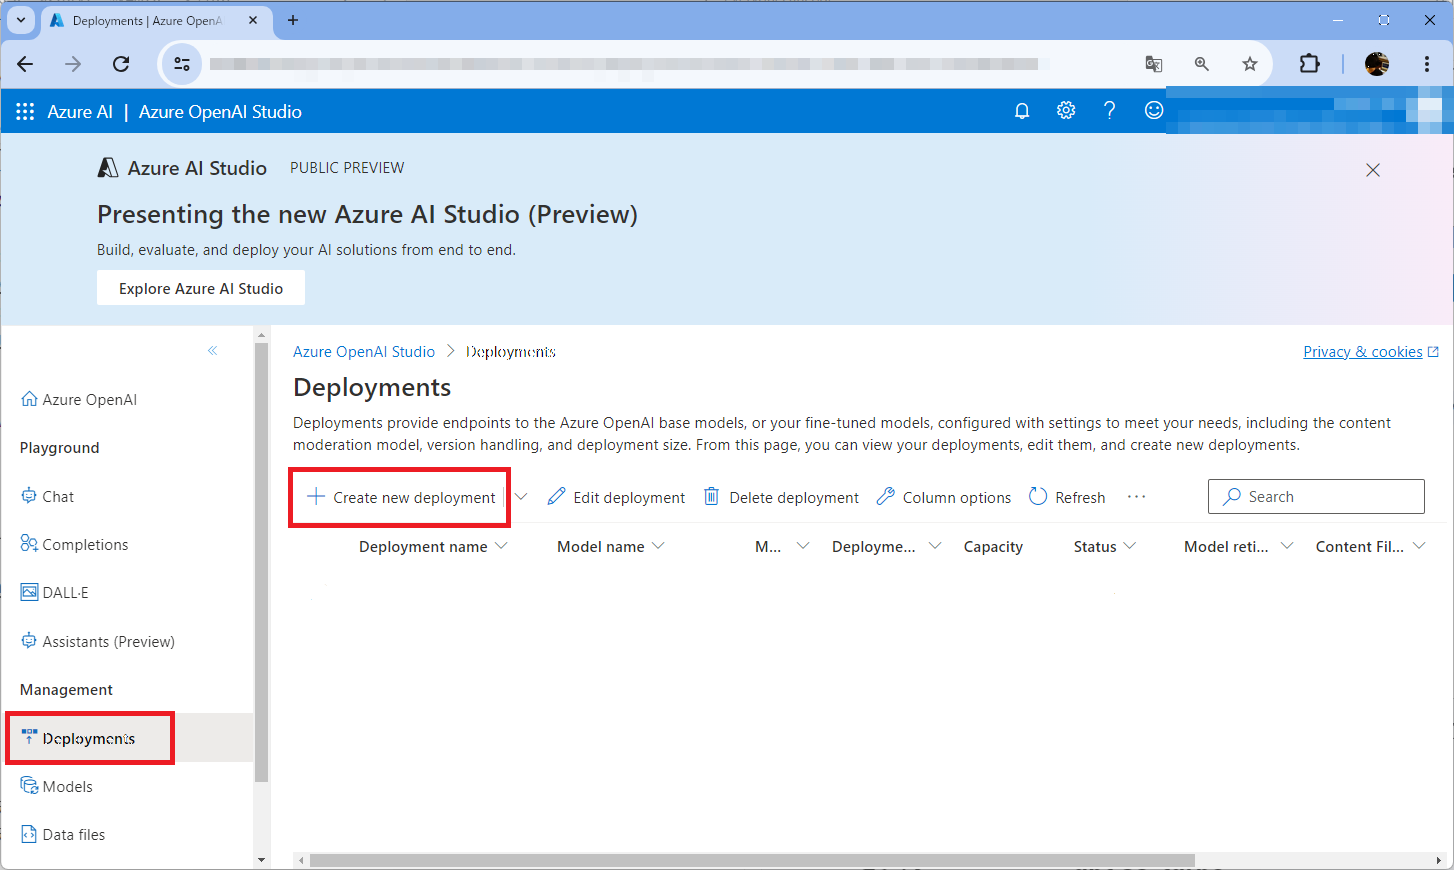 Deployments | Azure OpenAI
Azure AI | Azure OpenAI Studio
Azure AI Studio PUBLIC PREVIEW
Presenting the new Azure AI Studio (Preview)
Build, evaluate, and deploy your AI solutions from end to end.
Explore Azure AI Studio
Azure OpenAI
Playground
Chat
Completions
DALL·E
Assistants (Preview)
Management
Deployments
Models
Data files
Azure OpenAI Studio > Deployments
Privacy & cookies
Deployments
Deployments provide endpoints to the Azure OpenAI base models, or your fine-tuned models, configured with settings to meet your needs, including the content
moderation model, version handling, and deployment size. From this page, you can view your deployments, edit them, and create new deployments.
Create new deployment Edit deployment Delete deployment Column options Refresh ··· Search
Deployment name Model name M... Deployme... Capacity Status Model reti... Content Fil...